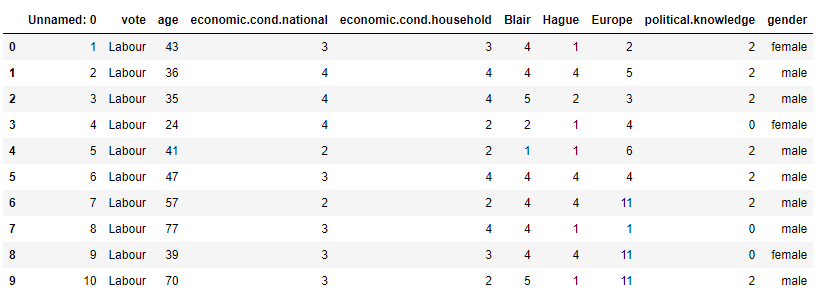 Unnamed: 0 vote age economic.cond.national economic.cond.household Blair Hague Europe political.knowledge gender
0 1 Labour 43 3 3 4 1 2 2 female
1 2 Labour 36 4 4 4 4 5 2 male
2 3 Labour 35 4 4 5 2 3 2 male
3 4 Labour 24 4 2 2 1 4 0 female
4 5 Labour 41 2 2 1 1 6 2 male
5 6 Labour 47 3 4 4 4 4 2 male
6 7 Labour 57 2 2 4 4 11 2 male
7 8 Labour 77 3 4 4 1 1 0 male
8 9 Labour 39 3 3 4 4 11 0 female
9 10 Labour 70 3 2 5 1 11 2 male